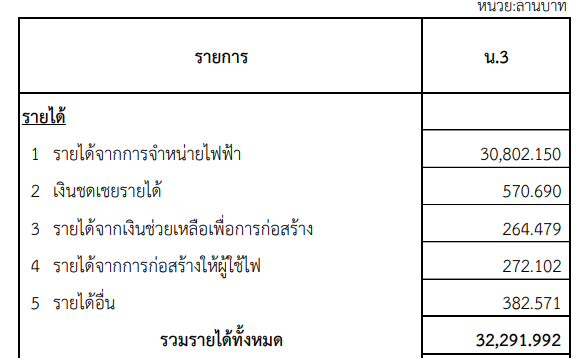 หน่วย:ล้านบาท
รายการ น.3
รายได้
1 รายได้จากการจำหน่ายไฟฟ้า 30,802.150
2 เงินชดเชยรายได้ 570.690
3 รายได้จากเงินช่วยเหลือเพื่อการก่อสร้าง 264.479
4 รายได้จากการก่อสร้างให้ผู้ใช้ไฟ 272.102
5 รายได้อื่น 382.571
รวมรายได้ทั้งหมด 32,291.992